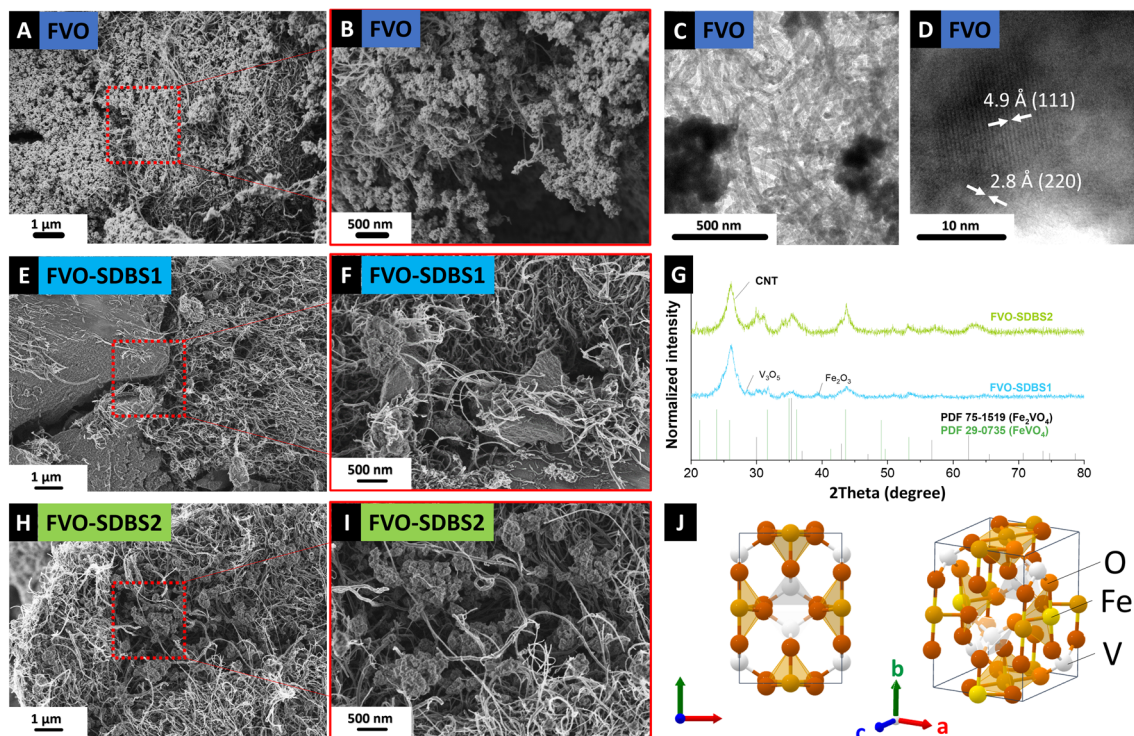 A FVO
1 µm
B FVO
500 nm
C FVO
500 nm
D FVO
4.9 Å (111)
2.8 Å (220)
10 nm
E FVO-SDBS1
1 µm
F FVO-SDBS1
500 nm
G
Normalized intensity
CNT
FVO-SDBS2
V₃O₅
Fe₂O₃
FVO-SDBS1
PDF 75-1519 (Fe₂VO₄)
PDF 29-0735 (FeVO₄)
20 30 40 50 60 70 80
2Theta (degree)
H FVO-SDBS2
1 µm
I FVO-SDBS2
500 nm
J
O
Fe
V
b
c
a